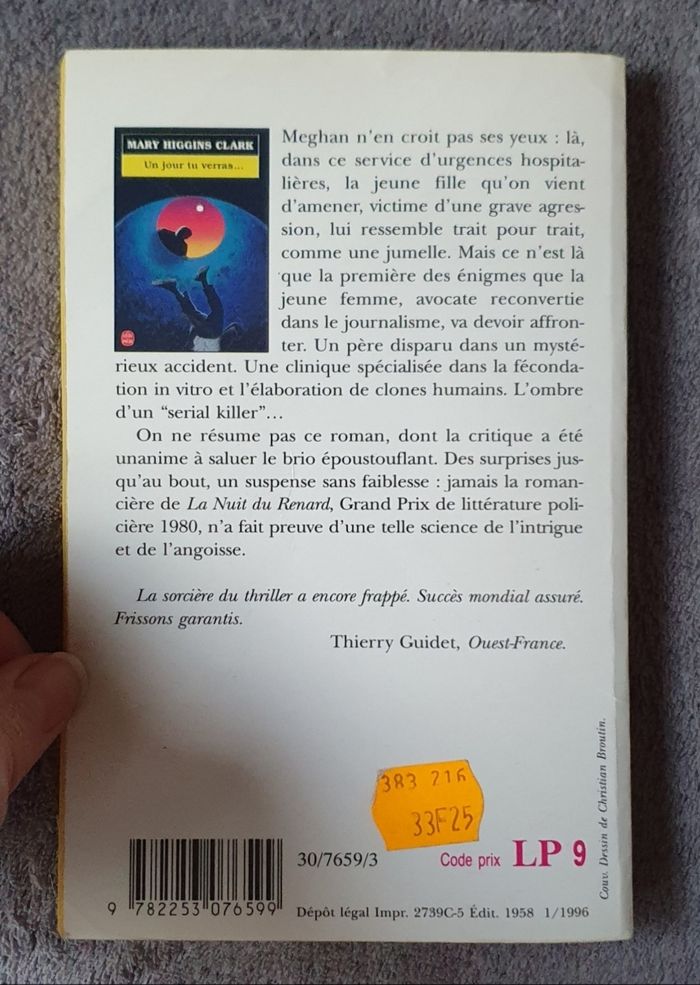 MARY HIGGINS CLARK
Un jour tu verras...
Meghan n'en croit pas ses yeux : là,
dans ce service d'urgences hospita-
lières, la jeune fille qu'on vient
d'amener, victime d'une grave agres-
sion, lui ressemble trait pour trait,
comme une jumelle. Mais ce n'est là
que la première des énigmes que la
jeune femme, avocate reconvertie
dans le journalisme, va devoir affron-
ter. Un père disparu dans un mysté-
rieux accident. Une clinique spécialisée dans la féconda-
tion in vitro et l'élaboration de clones humains. L'ombre
d'un “serial killer”...
On ne résume pas ce roman, dont la critique a été
unanime à saluer le brio époustouflant. Des surprises jus-
qu'au bout, un suspense sans faiblesse : jamais la roman-
cière de La Nuit du Renard, Grand Prix de littérature poli-
cière 1980, n'a fait preuve d'une telle science de l'intrigue
et de l'angoisse.
La sorcière du thriller a encore frappé. Succès mondial assuré.
Frissons garantis.
Thierry Guidet, Ouest-France.
Couv. Dessin de Christian Broutin.
383 216
33F25
30/7659/3
Code prix LP 9
9 782253 076599
Dépôt légal Impr. 2739C-5 Édit. 1958 1/1996